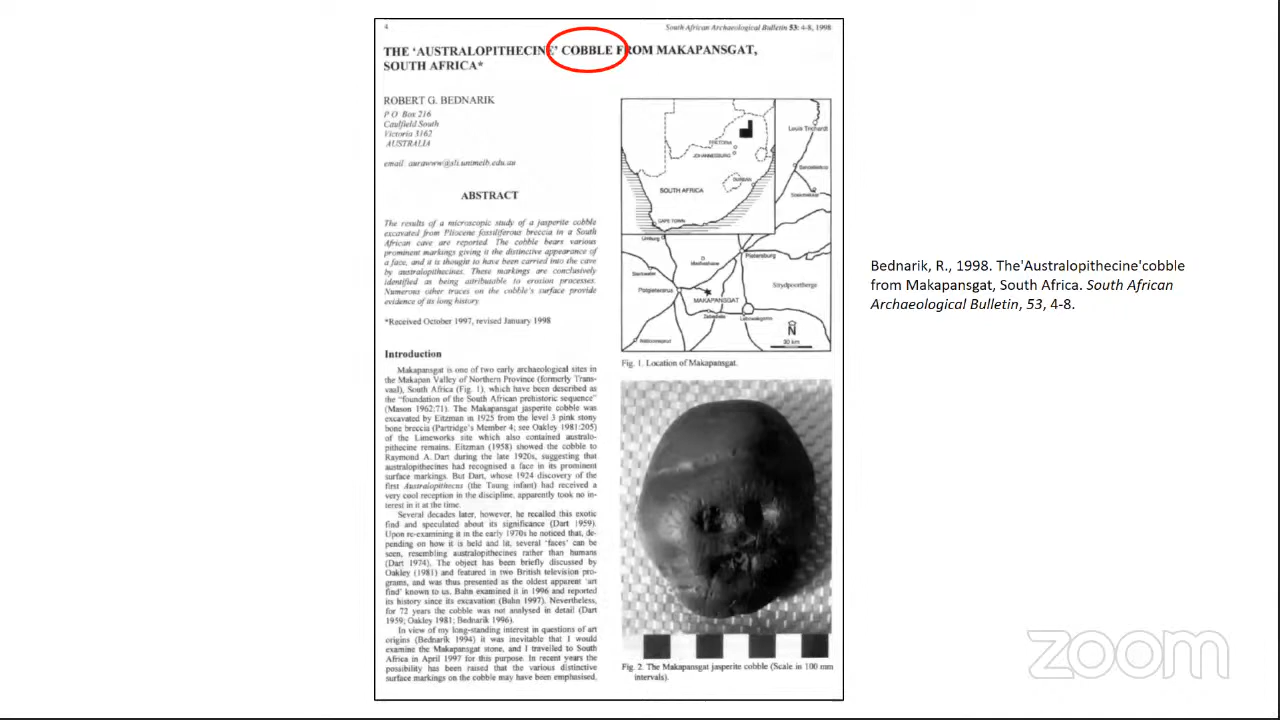 4
South African Archaeological Bulletin 53: 4-8, 1998
THE 'AUSTRALOPITHECINE' COBBLE FROM MAKAPANSGAT,
SOUTH AFRICA*
ROBERT G. BEDNARIK
P O Box 216
Caulfield South
Victoria 3162
AUSTRALIA
ABSTRACT
The results of a microscopic study of a jasperite cobble
excavated from Pliocene fossiliferous breccia in a South
African cave are reported. The cobble bears various
prominent markings giving it the distinctive appearance of
a face, and it is thought to have been carried into the cave
by australopithecines. These markings are conclusively
identified as being attributable to erosion processes.
Numerous other traces on the cobble's surface provide
evidence of its long history.
*Received October 1997, revised January 1998
Introduction
Makapansgat is one of two early archaeological sites in
the Makapan Valley of Northern Province (formerly Trans-
vaal), South Africa (Fig. 1), which have been described as
the "foundation of the South African prehistoric sequence"
(Mason 1962:71). The Makapansgat jasperite cobble was
excavated by Eitzman in 1925 from the level 3 pink stony
bone breccia (Partridge's Member 4; see Oakley 1981:205)
of the Limeworks site which also contained australo-
pithecine remains. Eitzman (1958) showed the cobble to
Raymond A. Dart during the late 1920s, suggesting that
australopithecines had recognised a face in its prominent
surface markings. But Dart, whose 1924 discovery of the
first Australopithecus (the Taung infant) had received a
very cool reception in the discipline, apparently took no in-
terest in it at the time.
Several decades later, however, he recalled this exotic
find and speculated about its significance (Dart 1959).
Upon re-examining it in the early 1970s he noticed that, de-
pending on how it is held and lit, several 'faces' can be
seen, resembling australopithecines rather than humans
(Dart 1974). The object has been briefly discussed by
Oakley (1981) and featured in two British television pro-
grams, and was thus presented as the oldest apparent 'art
find' known to us. Bahn examined it in 1996 and reported
its history since its excavation (Bahn 1997). Nevertheless,
for 72 years the cobble was not analysed in detail (Dart
1959; Oakley 1981; Bednarik 1996).
In view of my long-standing interest in questions of art
origins (Bednarik 1994) it was inevitable that I would
examine the Makapansgat stone, and I travelled to South
Africa in April 1997 for this purpose. In recent years the
possibility has been raised that the various distinctive
surface markings on the cobble may have been emphasised,
Louis Trichardt
PRETORIA
JOHANNESBURG
DURBAN
SOUTH AFRICA
CAPE TOWN
Pietersburg
Potgietersrus
Strydpoortberge
MAKAPANSGAT
Zebediela
N
30 km
Fig. 1. Location of Makapansgat.
Fig. 2. The Makapansgat jasperite cobble (Scale in 100 mm
intervals).
Bednarik, R., 1998. The'Australopithecine'cobble
from Makapansgat, South Africa. South African
Archaeological Bulletin, 53, 4-8.
zoom